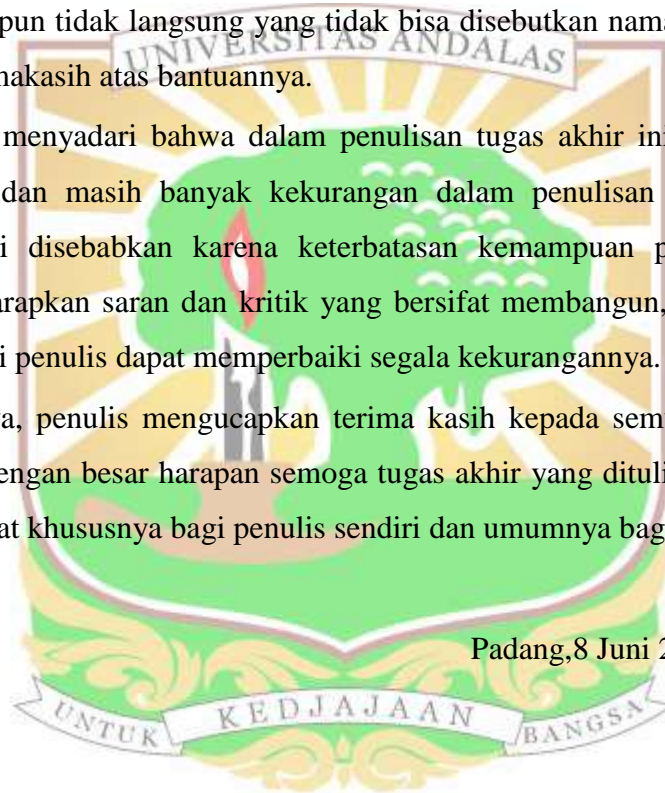 pun tidak langsung yang tidak bisa disebutkan nama
UNIVERSITAS ANDALAS
makasih atas bantuannya.
menyadari bahwa dalam penulisan tugas akhir in
dan masih banyak kekurangan dalam penulisan
i disebabkan karena keterbatasan kemampuan p
arapkan saran dan kritik yang bersifat membangun,
i penulis dapat memperbaiki segala kekurangannya.
a, penulis mengucapkan terima kasih kepada sem
engan besar harapan semoga tugas akhir yang dituli
at khususnya bagi penulis sendiri dan umumnya bag
Padang,8 Juni 2
UNTUK KEDJAJAAN BANGSA